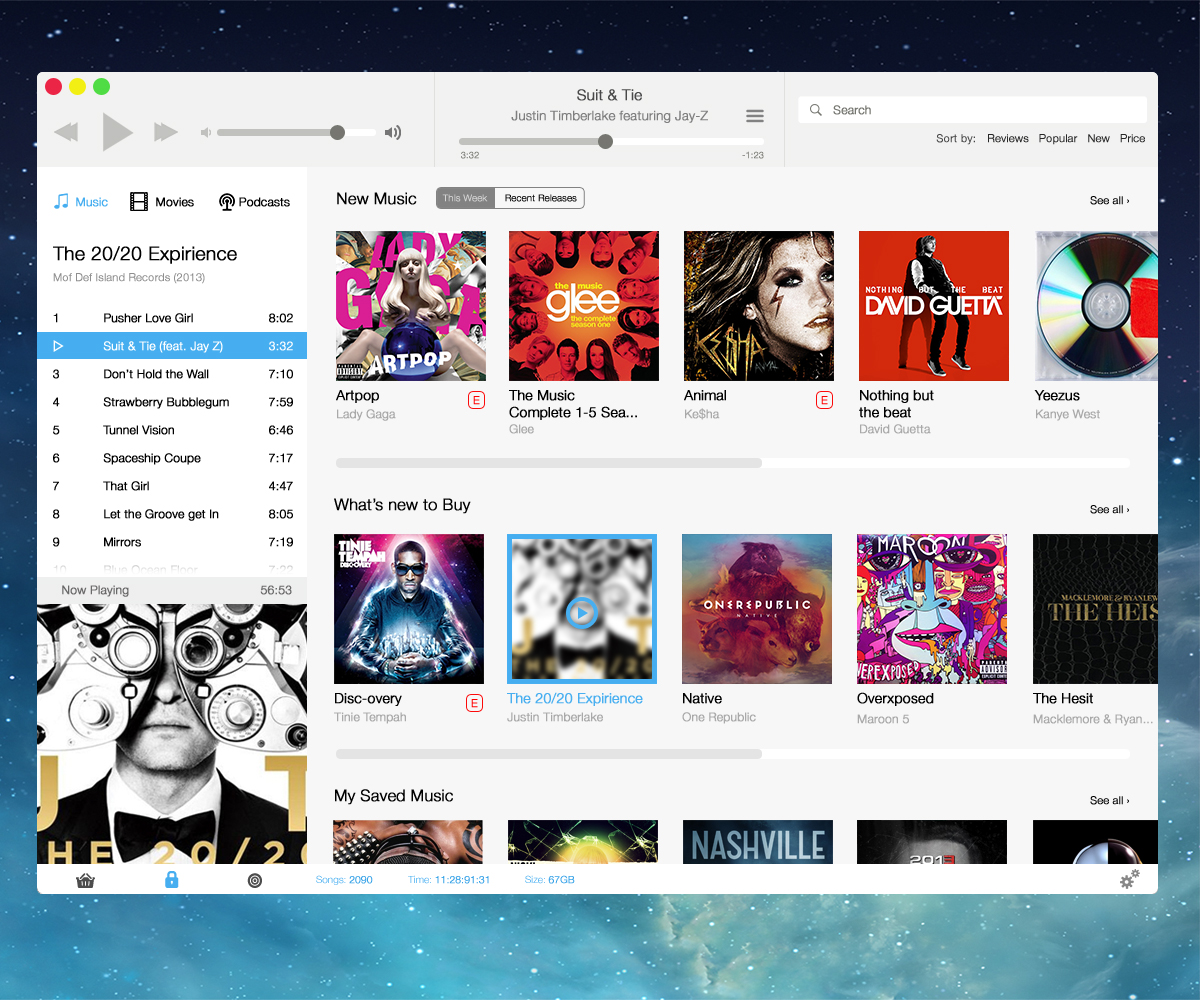 Suit & Tie
Justin Timberlake featuring Jay-Z
3:32
-1:23
Search
Sort by: Reviews Popular New Price
Music Movies Podcasts
The 20/20 Expirience
Mof Def Island Records (2013)
1 Pusher Love Girl 8:02
Suit & Tie (feat. Jay Z) 3:32
3 Don't Hold the Wall 7:10
4 Strawberry Bubblegum 7:59
5 Tunnel Vision 6:46
6 Spaceship Coupe 7:17
7 That Girl 4:47
8 Let the Groove get In 8:05
9 Mirrors 7:19
10 Blue Ocean Floor 7:22
Now Playing 56:53
J T
THE 20/20
New Music This Week Recent Releases See all ›
LADY
GAGA
ARTPOP
the music
glee
the complete
season one
KE$HA
NOTHING BUT THE BEAT
DAVID GUETTA
Artpop E
Lady Gaga
The Music
Complete 1-5 Sea...
Glee
Animal E
Ke$ha
Nothing but
the beat
David Guetta
Yeezus
Kanye West
What's new to Buy See all ›
TINIE
TEMPAH
DISC-OVERY
J T
THE 20/20
ONEREPUBLIC
NATIVE
MAROON 5
OVEREXPOSED
MACKLEMORE & RYAN LEW
THE HEIS
Disc-overy E
Tinie Tempah
The 20/20 Expirience
Justin Timberlake
Native
One Republic
Overxposed
Maroon 5
The Hesit
Macklemore & Ryan...
My Saved Music See all ›
NASHVILLE
2013
Songs: 2090 Time: 11:28:91:31 Size: 67GB